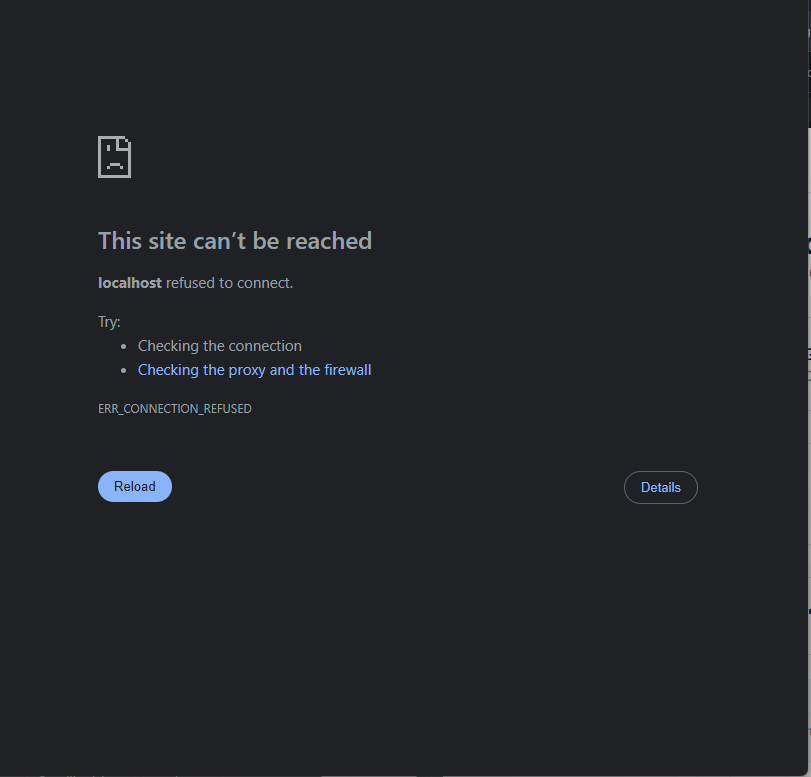 This site can’t be reached
localhost refused to connect.
Try:
Checking the connection
Checking the proxy and the firewall
ERR_CONNECTION_REFUSED
Reload
Details